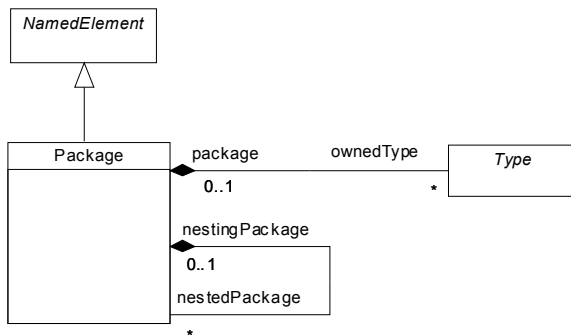 NamedElement
Package
package
ownedType
Type
0..1
*
nestingPackage
0..1
nestedPackage
*